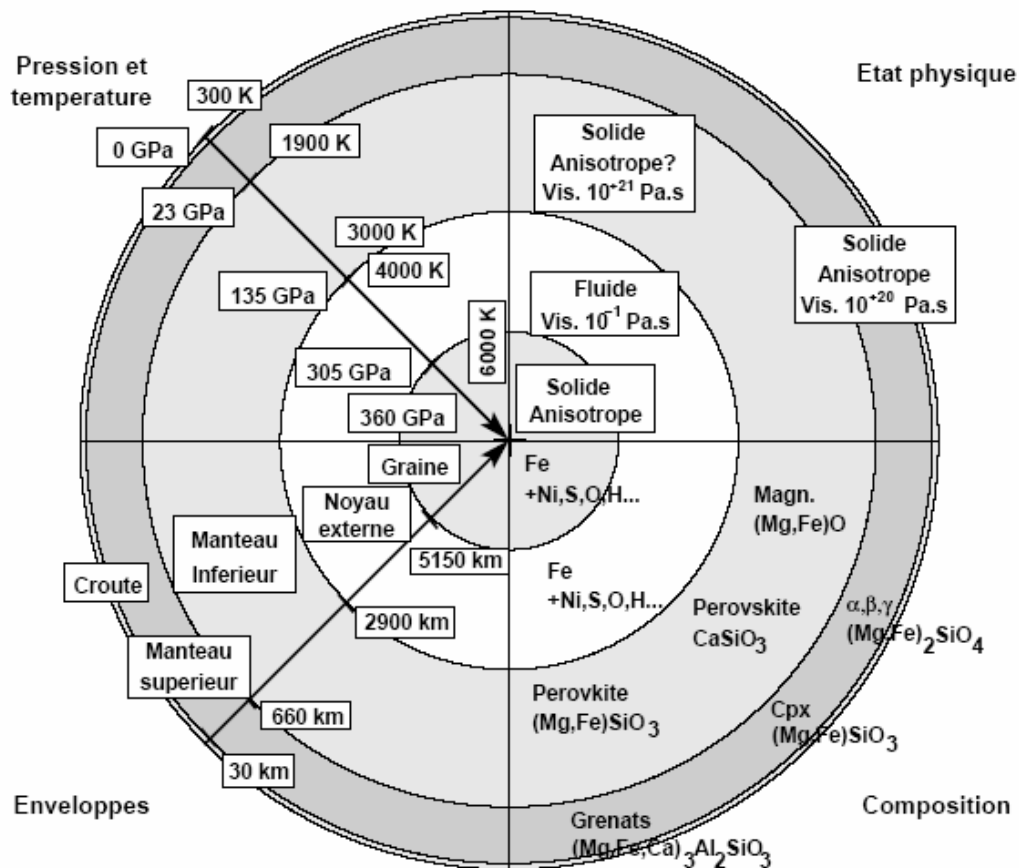 Pression et
temperature
300 K
0 GPa
1900 K
23 GPa
3000 K
4000 K
135 GPa
6000 K
305 GPa
360 GPa
Etat physique
Solide
Anisotrope?
Vis. 10⁺²¹ Pa.s
Solide
Anisotrope
Vis. 10⁺²⁰ Pa.s
Fluide
Vis. 10⁻¹ Pa.s
Solide
Anisotrope
Graine
Noyau
externe
Manteau
Inferieur
Croute
Manteau
superieur
5150 km
2900 km
660 km
30 km
Enveloppes
Fe
+Ni,S,O,H...
Fe
+Ni,S,O,H...
Magn.
(Mg,Fe)O
Perovskite
CaSiO₃
α,β,γ
(Mg,Fe)₂SiO₄
Perovkite
(Mg,Fe)SiO₃
Cpx
(Mg,Fe)SiO₃
Grenats
(Mg,Fe,Ca)₃Al₂SiO₃
Composition